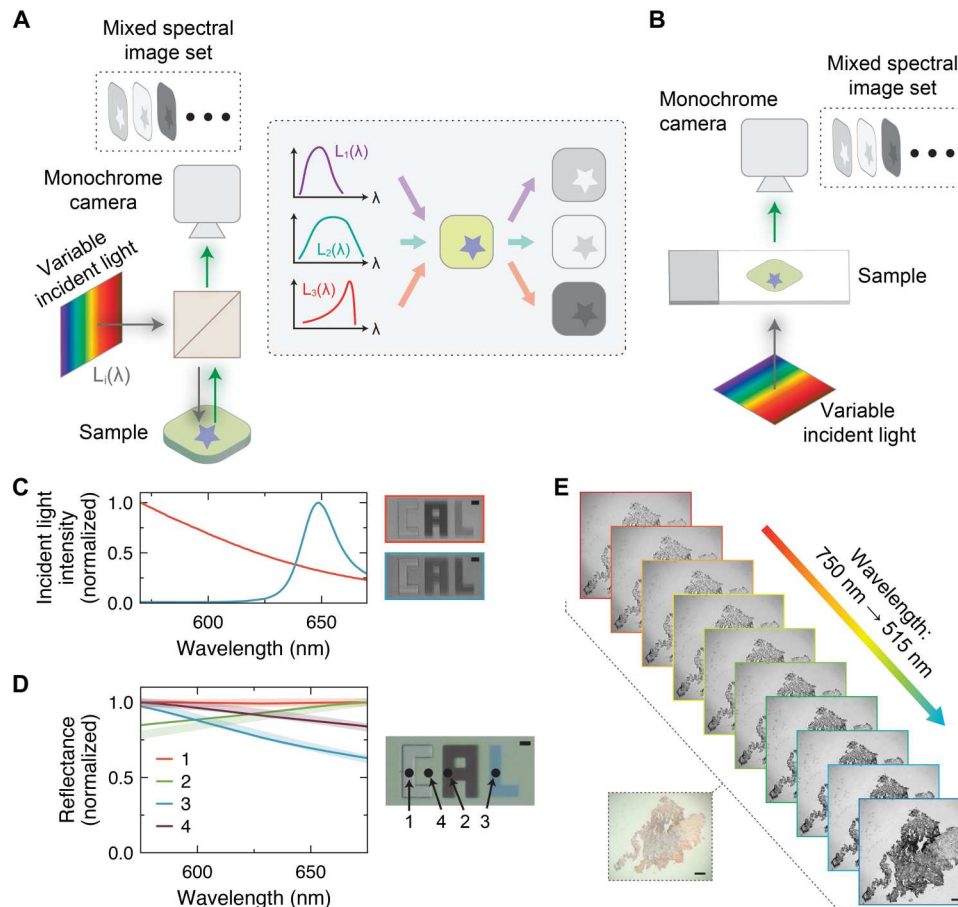 A
Mixed spectral
image set
Monochrome
camera
Variable
incident light
Lᵢ(λ)
Sample
L₁(λ)
λ
L₂(λ)
λ
L₃(λ)
λ
B
Mixed spectral
image set
Monochrome
camera
Sample
Variable
incident light
C
Incident light
intensity
(normalized)
1.0
0.5
0.0
600
650
Wavelength (nm)
EAL
EAL
D
Reflectance
(normalized)
1.0
0.5
0.0
1
2
3
4
600
650
Wavelength (nm)
EAL
1
4
2
3
E
Wavelength:
750 nm → 515 nm